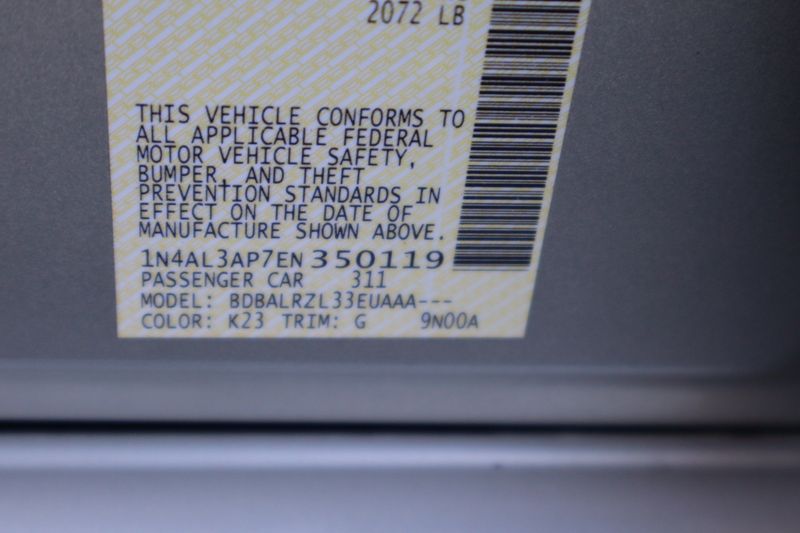 2072 LB
THIS VEHICLE CONFORMS TO
ALL APPLICABLE FEDERAL
MOTOR VEHICLE SAFETY,
BUMPER, AND THEFT
PREVENTION STANDARDS IN
EFFECT ON THE DATE OF
MANUFACTURE SHOWN ABOVE.
1N4AL3AP7EN350119
PASSENGER CAR 311
MODEL: BDBALRZL33EUAAA---
COLOR: K23 TRIM: G 9N00A